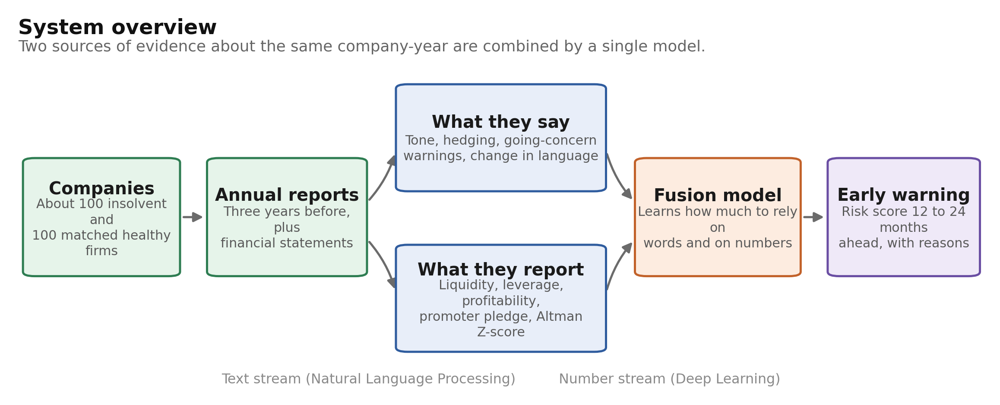 System overview
Two sources of evidence about the same company-year are combined by a single model.
Companies
About 100 insolvent
and
100 matched healthy
firms
Annual reports
Three years before,
plus
financial statements
What they say
Tone, hedging, going-concern
warnings, change in language
What they report
Liquidity, leverage,
profitability,
promoter pledge, Altman
Z-score
Fusion model
Learns how much to rely
on
words and on numbers
Early warning
Risk score 12 to 24
months
ahead, with reasons
Text stream (Natural Language Processing)
Number stream (Deep Learning)